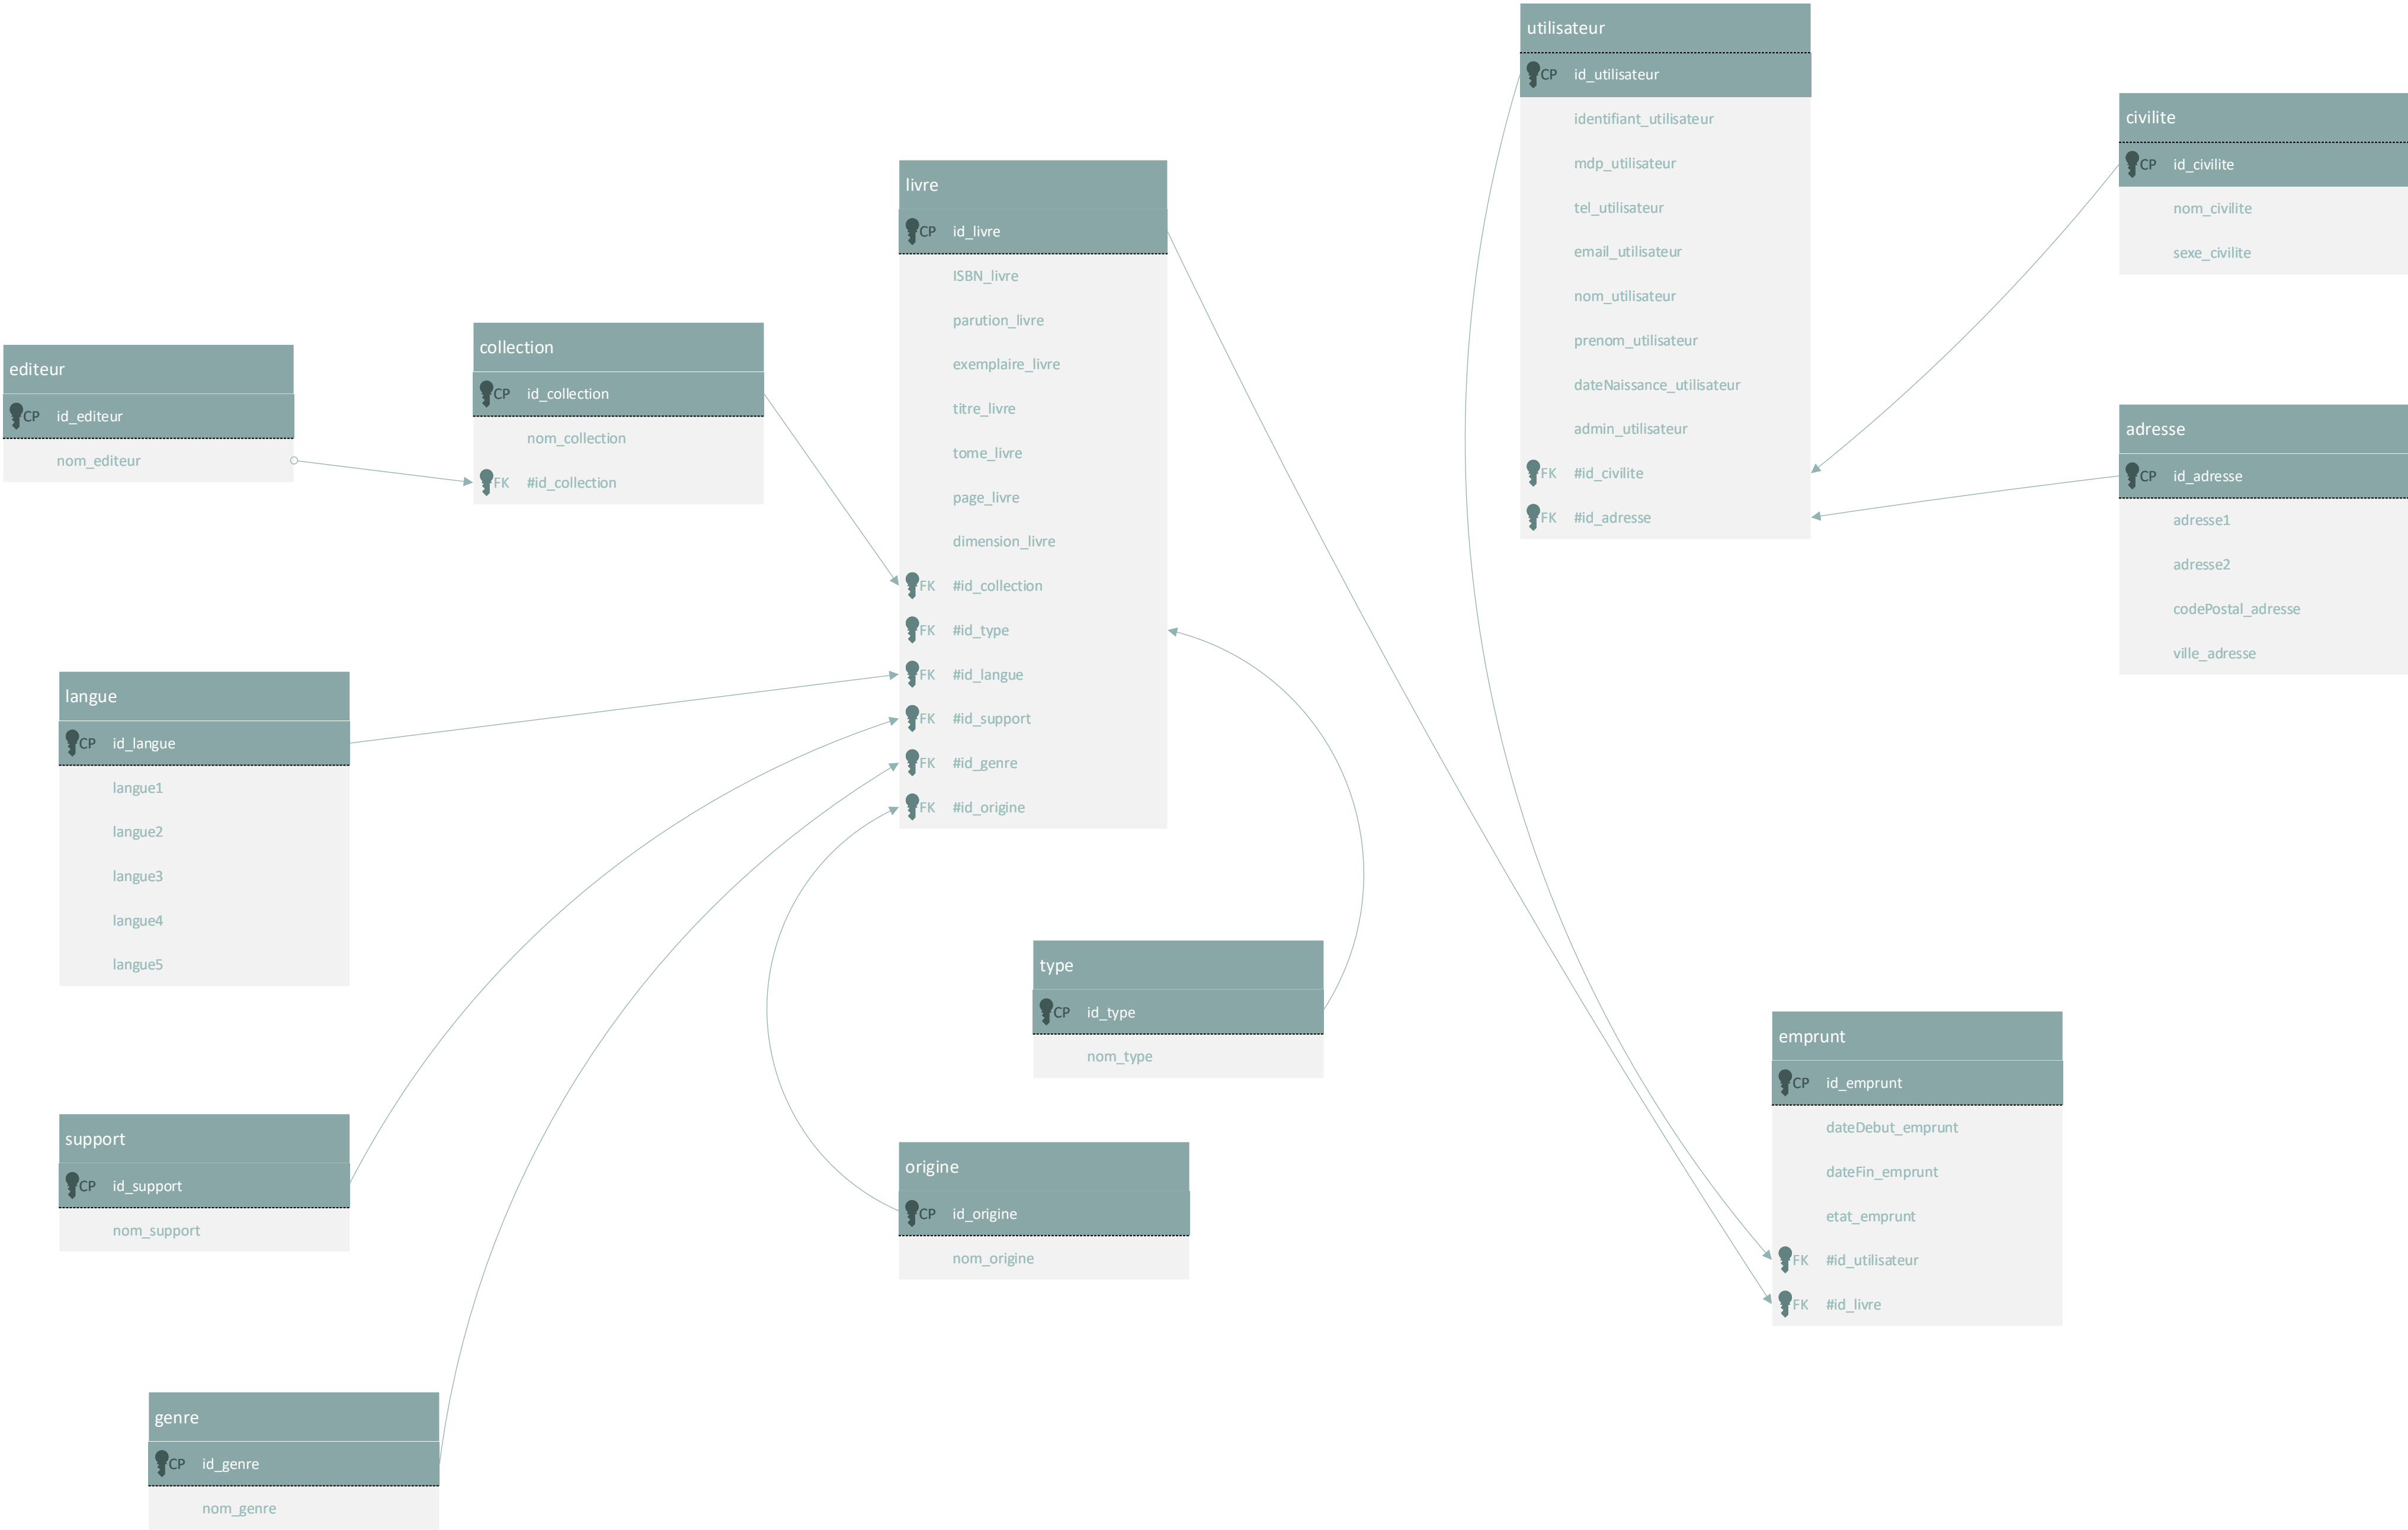 utilisateur
CP id_utilisateur
identifiant_utilisateur
mdp_utilisateur
tel_utilisateur
email_utilisateur
nom_utilisateur
prenom_utilisateur
dateNaissance_utilisateur
admin_utilisateur
FK #id_civilite
FK #id_adresse
civilite
CP id_civilite
nom_civilite
sexe_civilite
livre
CP id_livre
ISBN_livre
parution_livre
exemplaire_livre
titre_livre
tome_livre
page_livre
dimension_livre
FK #id_collection
FK #id_type
FK #id_langue
FK #id_support
FK #id_genre
FK #id_origine
editeur
CP id_editeur
nom_editeur
collection
CP id_collection
nom_collection
FK #id_collection
adresse
CP id_adresse
adresse1
adresse2
codePostal_adresse
ville_adresse
langue
CP id_langue
langue1
langue2
langue3
langue4
langue5
type
CP id_type
nom_type
emprunt
CP id_emprunt
dateDebut_emprunt
dateFin_emprunt
etat_emprunt
FK #id_utilisateur
FK #id_livre
support
CP id_support
nom_support
origine
CP id_origine
nom_origine
genre
CP id_genre
nom_genre